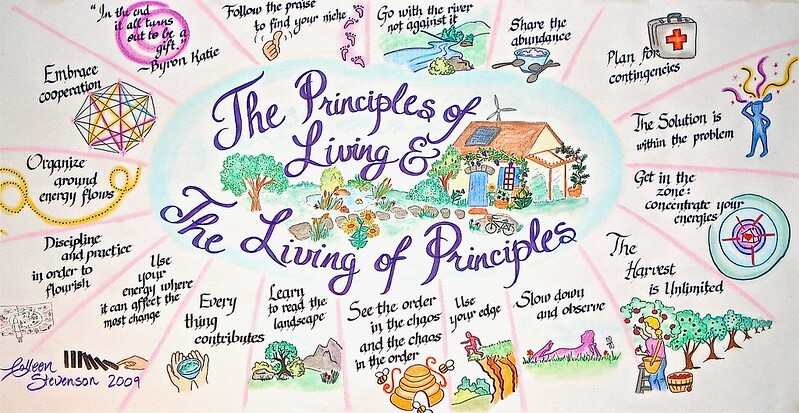 The Principles of
Living &
The Living of Principles
"In the end
it all turns
out to be a
gift."
~Byron Katie
Follow the praise
to find your niche
Go with the river
not against it
Share the
abundance
Plan for
contingencies
The Solution is
within the problem
Get in the
zone:
concentrate your
energies
The
Harvest
is Unlimited
Slow down
and observe
Use
your edge
See the order
in the chaos
and the chaos
in the order
Learn
to read the
landscape
Every
thing
contributes
Use
your
energy where
it can affect the
most change
Discipline
and practice
in order to
flourish
Organize
around
energy flows
Embrace
cooperation
Colleen
Stevenson 2009